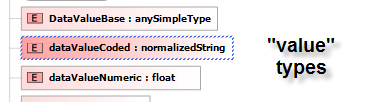 E DataValueBase : anySimpleType
E dataValueCoded : normalizedString
E dataValueNumeric : float
"value"
types